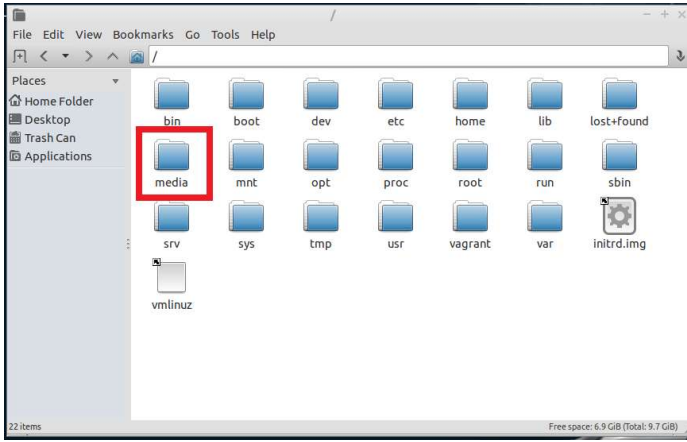 /
File Edit View Bookmarks Go Tools Help
/
Places
Home Folder
Desktop
Trash Can
Applications
bin boot dev etc home lib lost+found
media mnt opt proc root run sbin
srv sys tmp usr vagrant var initrd.img
vmlinuz
22 items Free space: 6.9 GiB (Total: 9.7 GiB)